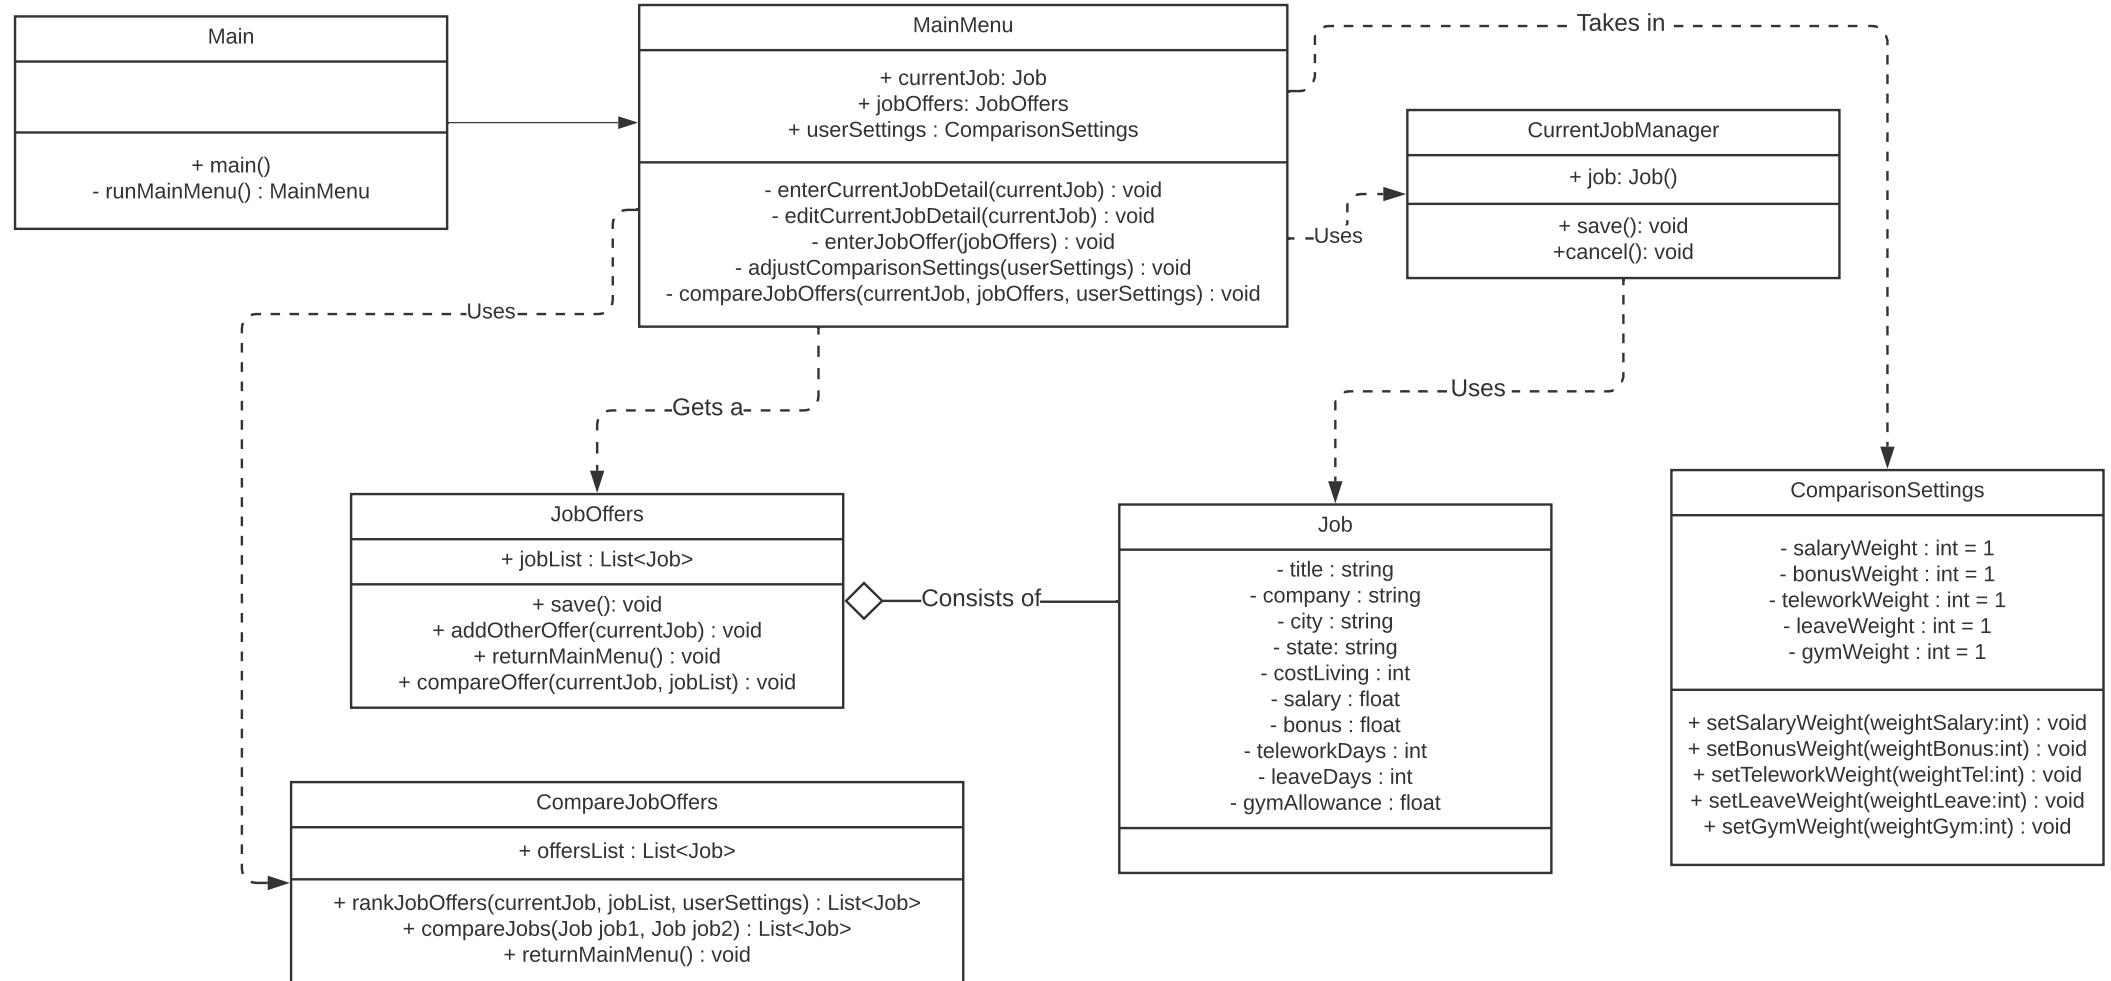 Main
+ main()
- runMainMenu() : MainMenu
MainMenu
+ currentJob: Job
+ jobOffers: JobOffers
+ userSettings : ComparisonSettings
- enterCurrentJobDetail(currentJob) : void
- editCurrentJobDetail(currentJob) : void
- enterJobOffer(jobOffers) : void
- adjustComparisonSettings(userSettings) : void
- compareJobOffers(currentJob, jobOffers, userSettings) : void
Takes in
CurrentJobManager
+ job: Job()
+ save(): void
+cancel(): void
Uses
Uses
Gets a
Uses
JobOffers
+ jobList : List<Job>
+ save(): void
+ addOtherOffer(currentJob) : void
+ returnMainMenu() : void
+ compareOffer(currentJob, jobList) : void
Consists of
Job
- title : string
- company : string
- city : string
- state: string
- costLiving : int
- salary : float
- bonus : float
- teleworkDays : int
- leaveDays : int
- gymAllowance : float
ComparisonSettings
- salaryWeight : int = 1
- bonusWeight : int = 1
- teleworkWeight : int = 1
- leaveWeight : int = 1
- gymWeight : int = 1
+ setSalaryWeight(weightSalary:int) : void
+ setBonusWeight(weightBonus:int) : void
+ setTeleworkWeight(weightTel:int) : void
+ setLeaveWeight(weightLeave:int) : void
+ setGymWeight(weightGym:int) : void
CompareJobOffers
+ offersList : List<Job>
+ rankJobOffers(currentJob, jobList, userSettings) : List<Job>
+ compareJobs(Job job1, Job job2) : List<Job>
+ returnMainMenu() : void